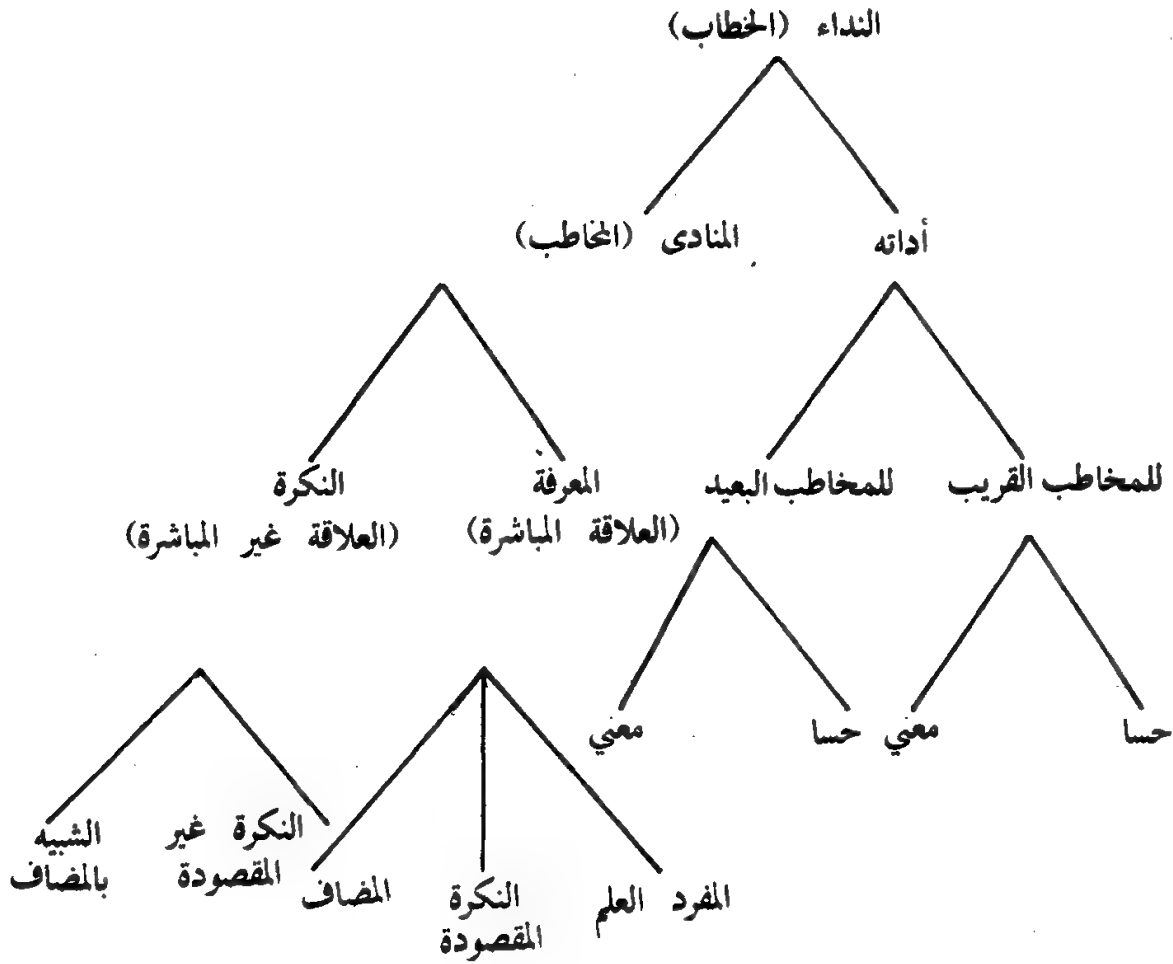 النداء (الخطاب)
أداته
المنادى (المخاطب)
للمخاطب القريب
للمخاطب البعيد
المعرفة
(العلاقة المباشرة)
النكرة
(العلاقة غير المباشرة)
حسا
معني
حسا
معني
المفرد العلم
النكرة
المقصودة
المضاف
النكرة غير
المقصودة
الشبيه
بالمضاف